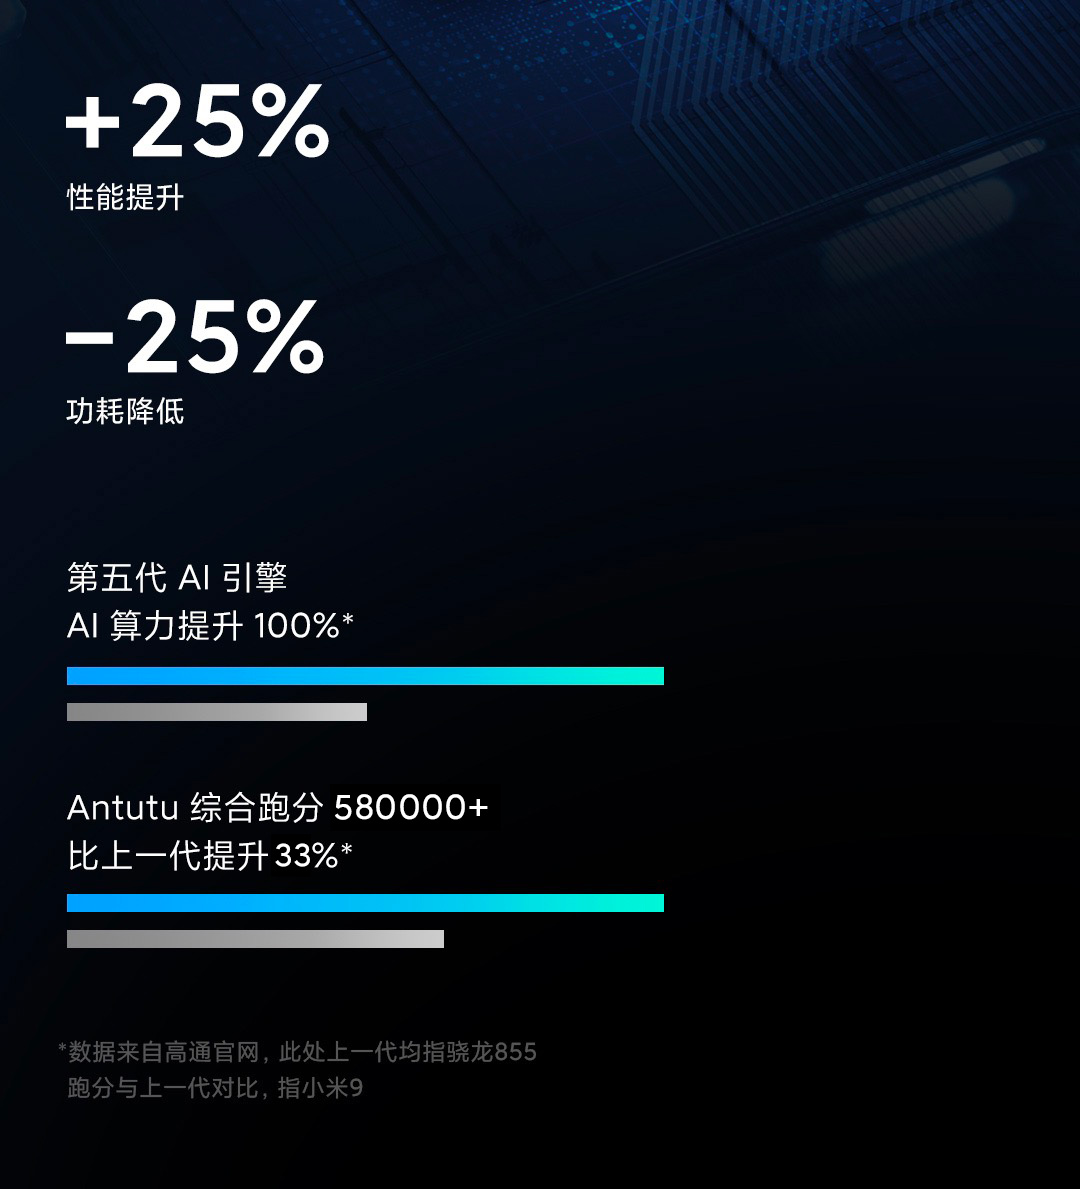 +25%
性能提升
-25%
功耗降低
第五代 AI 引擎
AI 算力提升 100%*
Antutu 综合跑分 580000+
比上一代提升33%*
*数据来自高通官网，此处上一代均指骁龙855
跑分与上一代对比，指小米9